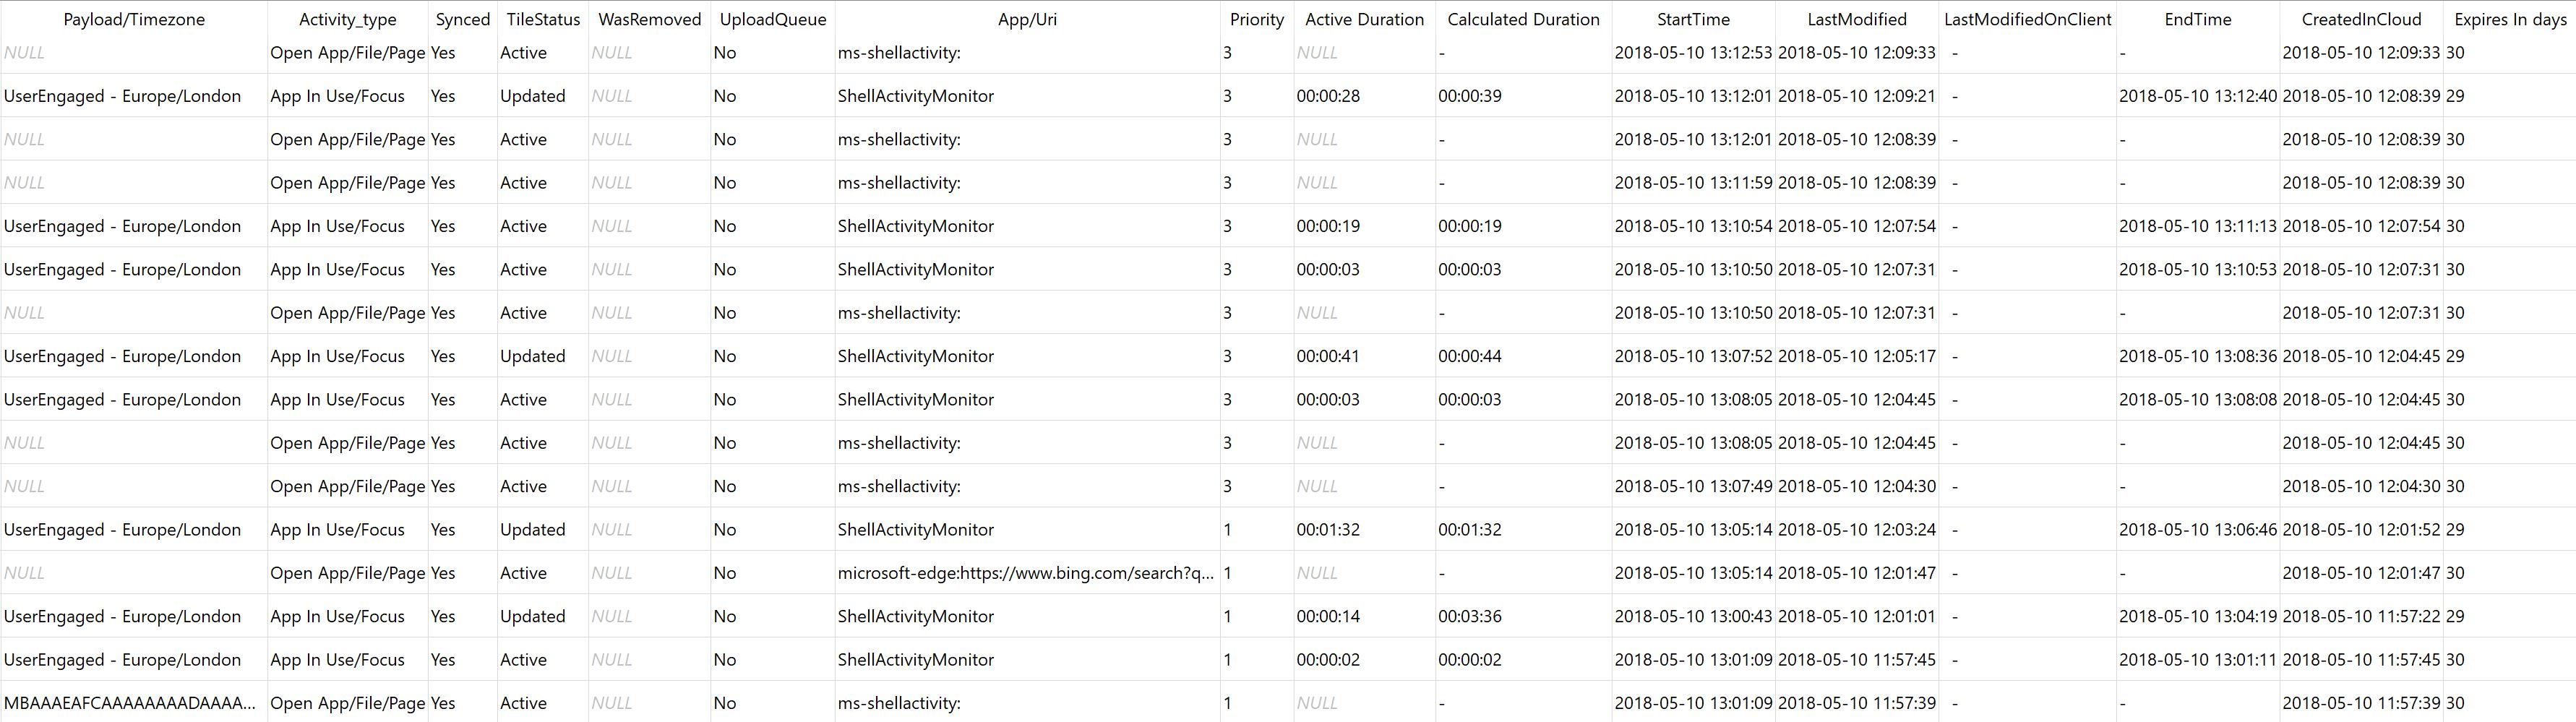 Payload/Timezone Activity_type Synced TileStatus WasRemoved UploadQueue App/Uri Priority Active Duration Calculated Duration StartTime LastModified LastModifiedOnClient EndTime CreatedInCloud Expires In days
NULL Open App/File/Page Yes Active NULL No ms-shellactivity: 3 NULL - 2018-05-10 13:12:53 2018-05-10 12:09:33 - - 2018-05-10 12:09:33 30
UserEngaged - Europe/London App In Use/Focus Yes Updated NULL No ShellActivityMonitor 3 00:00:28 00:00:39 2018-05-10 13:12:01 2018-05-10 12:09:21 - 2018-05-10 13:12:40 2018-05-10 12:08:39 29
NULL Open App/File/Page Yes Active NULL No ms-shellactivity: 3 NULL - 2018-05-10 13:12:01 2018-05-10 12:08:39 - - 2018-05-10 12:08:39 30
NULL Open App/File/Page Yes Active NULL No ms-shellactivity: 3 NULL - 2018-05-10 13:11:59 2018-05-10 12:08:39 - - 2018-05-10 12:08:39 30
UserEngaged - Europe/London App In Use/Focus Yes Active NULL No ShellActivityMonitor 3 00:00:19 00:00:19 2018-05-10 13:10:54 2018-05-10 12:07:54 - 2018-05-10 13:11:13 2018-05-10 12:07:54 30
UserEngaged - Europe/London App In Use/Focus Yes Active NULL No ShellActivityMonitor 3 00:00:03 00:00:03 2018-05-10 13:10:50 2018-05-10 12:07:31 - 2018-05-10 13:10:53 2018-05-10 12:07:31 30
NULL Open App/File/Page Yes Active NULL No ms-shellactivity: 3 NULL - 2018-05-10 13:10:50 2018-05-10 12:07:31 - - 2018-05-10 12:07:31 30
UserEngaged - Europe/London App In Use/Focus Yes Updated NULL No ShellActivityMonitor 3 00:00:41 00:00:44 2018-05-10 13:07:52 2018-05-10 12:05:17 - 2018-05-10 13:08:36 2018-05-10 12:04:45 29
UserEngaged - Europe/London App In Use/Focus Yes Active NULL No ShellActivityMonitor 3 00:00:03 00:00:03 2018-05-10 13:08:05 2018-05-10 12:04:45 - 2018-05-10 13:08:08 2018-05-10 12:04:45 30
NULL Open App/File/Page Yes Active NULL No ms-shellactivity: 3 NULL - 2018-05-10 13:08:05 2018-05-10 12:04:45 - - 2018-05-10 12:04:45 30
NULL Open App/File/Page Yes Active NULL No ms-shellactivity: 3 NULL - 2018-05-10 13:07:49 2018-05-10 12:04:30 - - 2018-05-10 12:04:30 30
UserEngaged - Europe/London App In Use/Focus Yes Updated NULL No ShellActivityMonitor 1 00:01:32 00:01:32 2018-05-10 13:05:14 2018-05-10 12:03:24 - 2018-05-10 13:06:46 2018-05-10 12:01:52 29
NULL Open App/File/Page Yes Active NULL No microsoft-edge:https://www.bing.com/search?q... 1 NULL - 2018-05-10 13:05:14 2018-05-10 12:01:47 - - 2018-05-10 12:01:47 30
UserEngaged - Europe/London App In Use/Focus Yes Updated NULL No ShellActivityMonitor 1 00:00:14 00:03:36 2018-05-10 13:00:43 2018-05-10 12:01:01 - 2018-05-10 13:04:19 2018-05-10 11:57:22 29
UserEngaged - Europe/London App In Use/Focus Yes Active NULL No ShellActivityMonitor 1 00:00:02 00:00:02 2018-05-10 13:01:09 2018-05-10 11:57:45 - 2018-05-10 13:01:11 2018-05-10 11:57:45 30
MBAAAEAFCAAAAAAAADAAAA... Open App/File/Page Yes Active NULL No ms-shellactivity: 1 NULL - 2018-05-10 13:01:09 2018-05-10 11:57:39 - - 2018-05-10 11:57:39 30